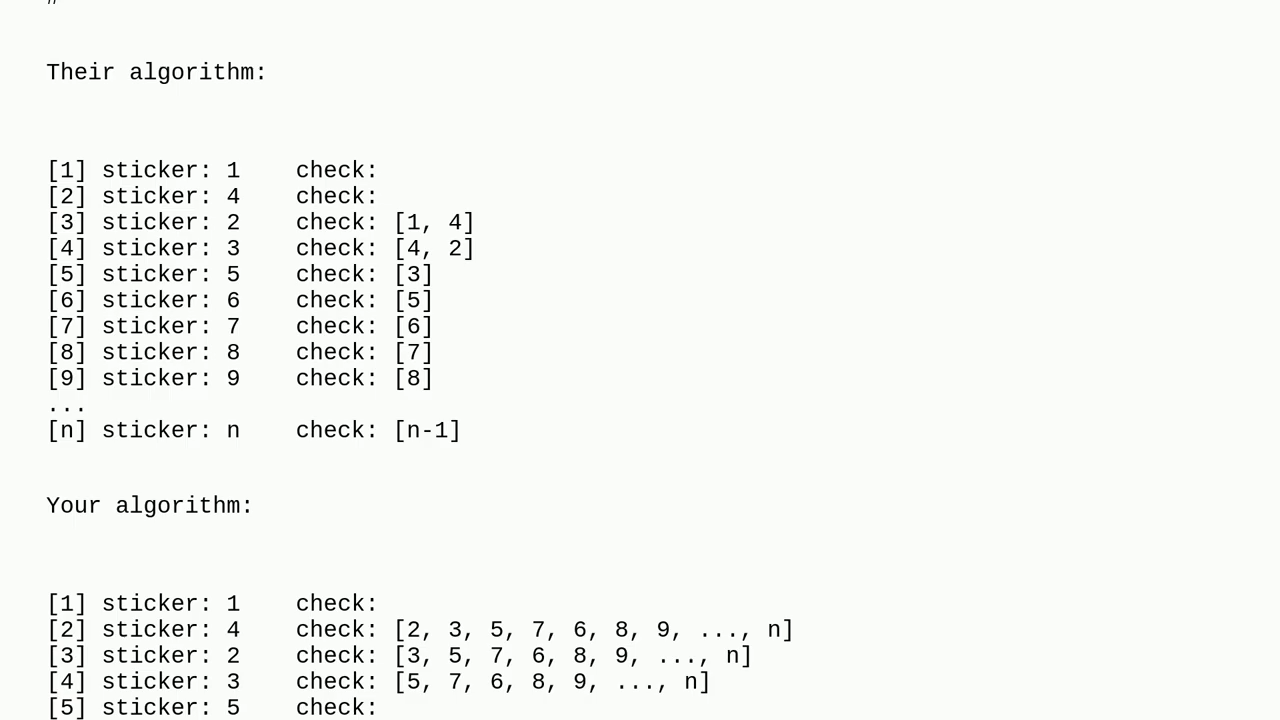 Their algorithm:
[1] sticker: 1    check:
[2] sticker: 4    check:
[3] sticker: 2    check: [1, 4]
[4] sticker: 3    check: [4, 2]
[5] sticker: 5    check: [3]
[6] sticker: 6    check: [5]
[7] sticker: 7    check: [6]
[8] sticker: 8    check: [7]
[9] sticker: 9    check: [8]
...
[n] sticker: n    check: [n-1]
Your algorithm:
[1] sticker: 1    check:
[2] sticker: 4    check: [2, 3, 5, 7, 6, 8, 9, ..., n]
[3] sticker: 2    check: [3, 5, 7, 6, 8, 9, ..., n]
[4] sticker: 3    check: [5, 7, 6, 8, 9, ..., n]
[5] sticker: 5    check: